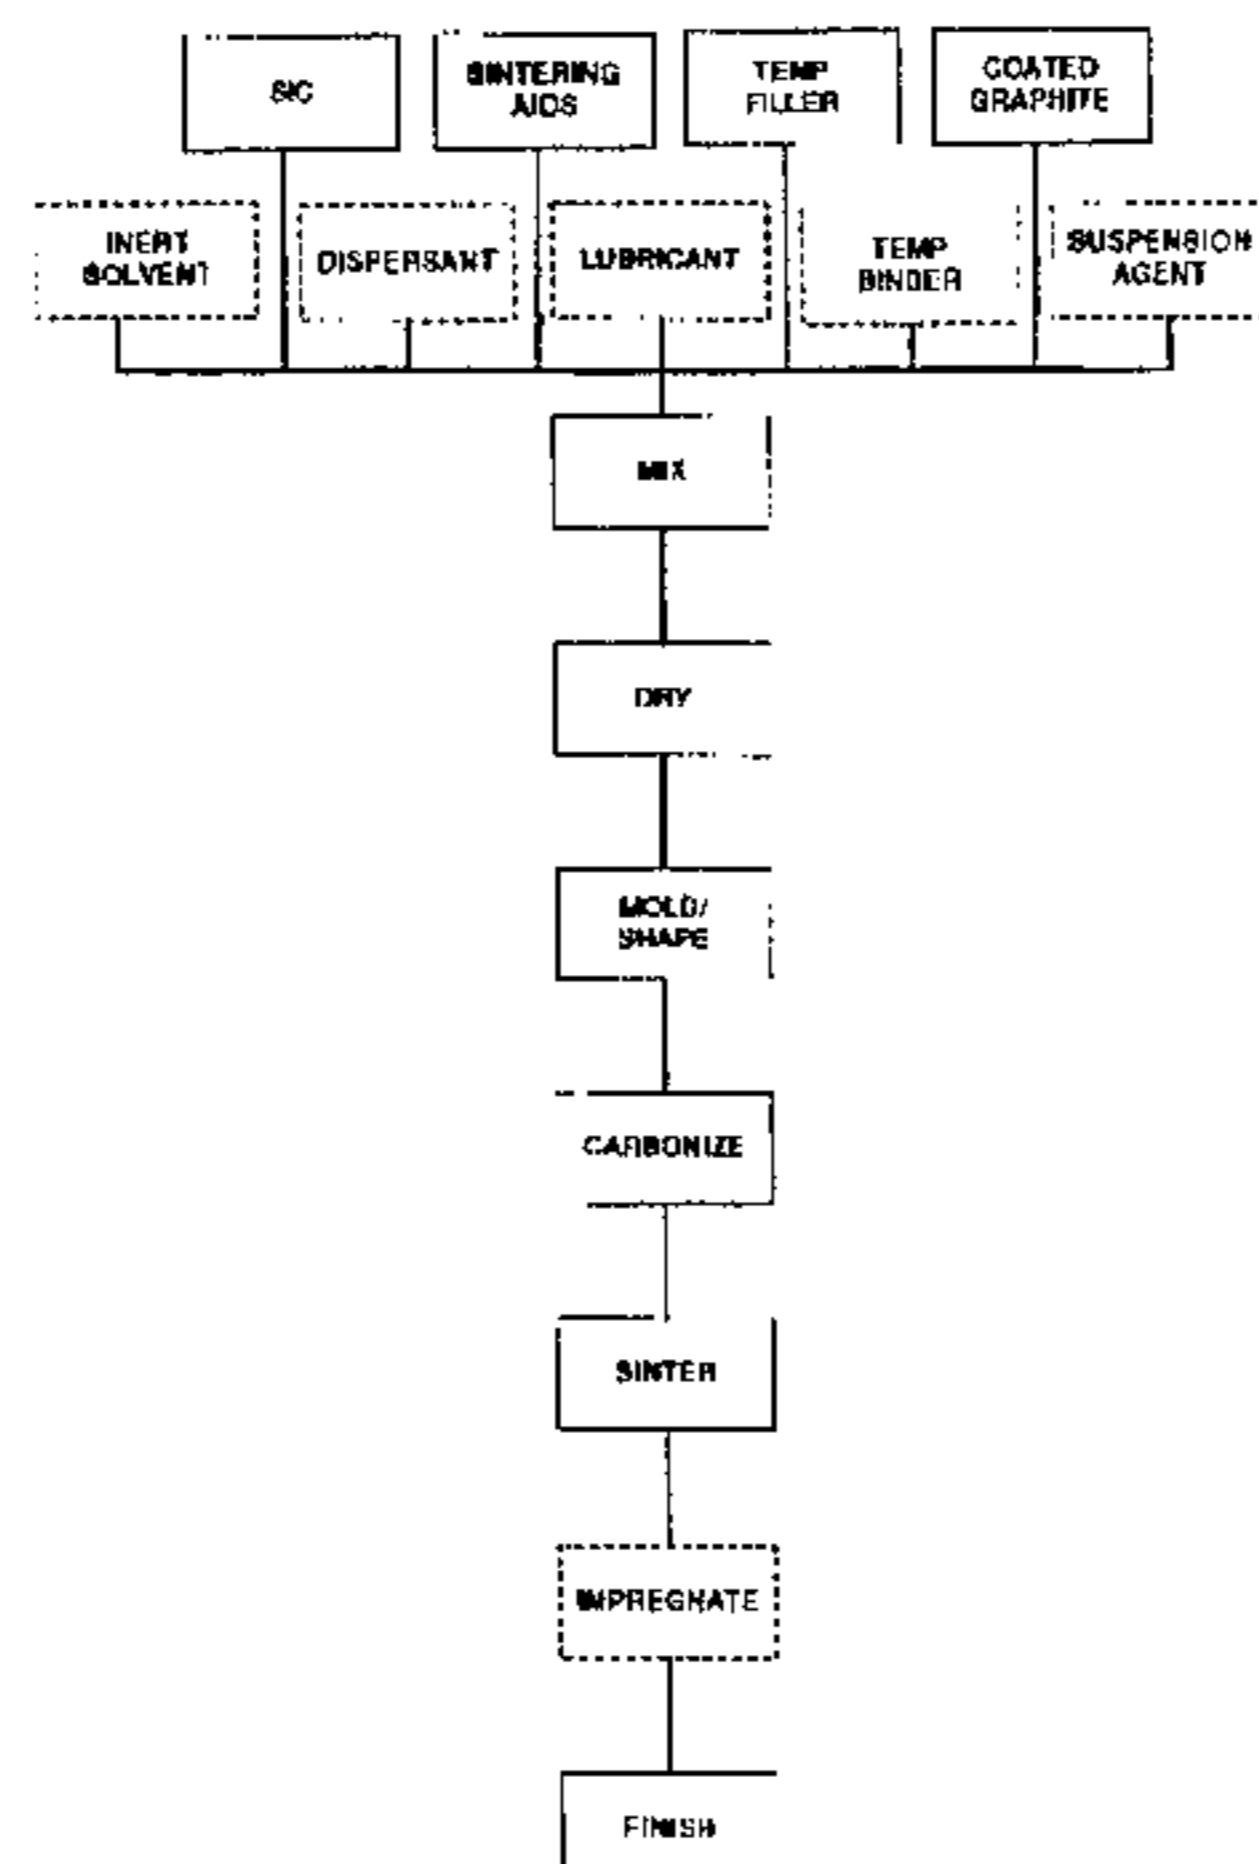 SIC
SINTERING
AIDS
TEMP
FILLER
COATED
GRAPHITE
INERT
SOLVENT
DISPERSANT
LUBRICANT
TEMP
BINDER
SUSPENSION
AGENT
MIX
DRY
MOLD/
SHAPE
CARBONIZE
SINTER
IMPREGNATE
FINISH